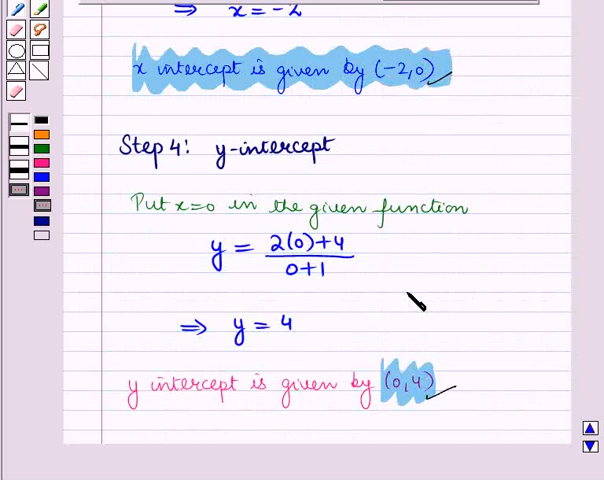 ⇒ x = -2
x intercept is given by (-2,0)
Step 4: y-intercept
Put x=0 in the given function
y = 2(0)+4 / 0+1
⇒ y = 4
y intercept is given by (0,4)